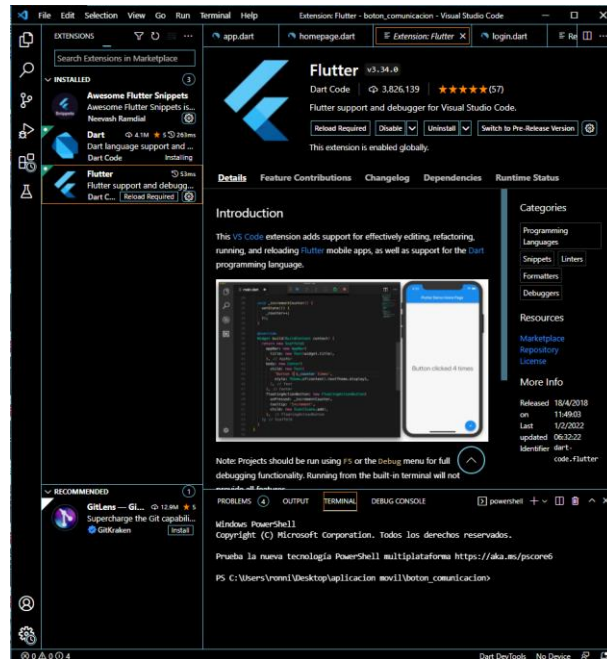 File Edit Selection View Go Run Terminal Help Extension: Flutter - boton_comunicacion - Visual Studio Code
EXTENSIONS
Search Extensions in Marketplace
INSTALLED 3
Awesome Flutter Snippets
Awesome Flutter Snippets is...
Neevash Ramdial
Dart 4.1M 5 263ms
Dart language support and ...
Dart Code Installing
Flutter 53ms
Flutter support and debugg...
Dart C... Reload Required
RECOMMENDED 1
GitLens — Gi... 12.9M 5
Supercharge the Git capabili...
GitKraken Install
app.dart homepage.dart Extension: Flutter login.dart Re
Flutter v3.34.0
Dart Code 3,826,139 (57)
Flutter support and debugger for Visual Studio Code.
Reload Required Disable Uninstall Switch to Pre-Release Version
This extension is enabled globally.
Details Feature Contributions Changelog Dependencies Runtime Status
Introduction
This VS Code extension adds support for effectively editing, refactoring,
running, and reloading Flutter mobile apps, as well as support for the Dart
programming language.
Button clicked 4 times
Note: Projects should be run using F5 or the Debug menu for full
debugging functionality. Running from the built-in terminal will not
provide all features.
Categories
Programming
Languages
Snippets Linters
Formatters
Debuggers
Resources
Marketplace
Repository
License
More Info
Released 18/4/2018
on 11:49:03
Last 1/2/2022
updated 06:32:22
Identifier dart-
code.flutter
PROBLEMS 4 OUTPUT TERMINAL DEBUG CONSOLE powershell
Windows PowerShell
Copyright (C) Microsoft Corporation. Todos los derechos reservados.
Prueba la nueva tecnología PowerShell multiplataforma https://aka.ms/pscore6
PS C:\Users\ronni\Desktop\aplicacion movil\boton_comunicacion>
0 0 4 Dart DevTools No Device